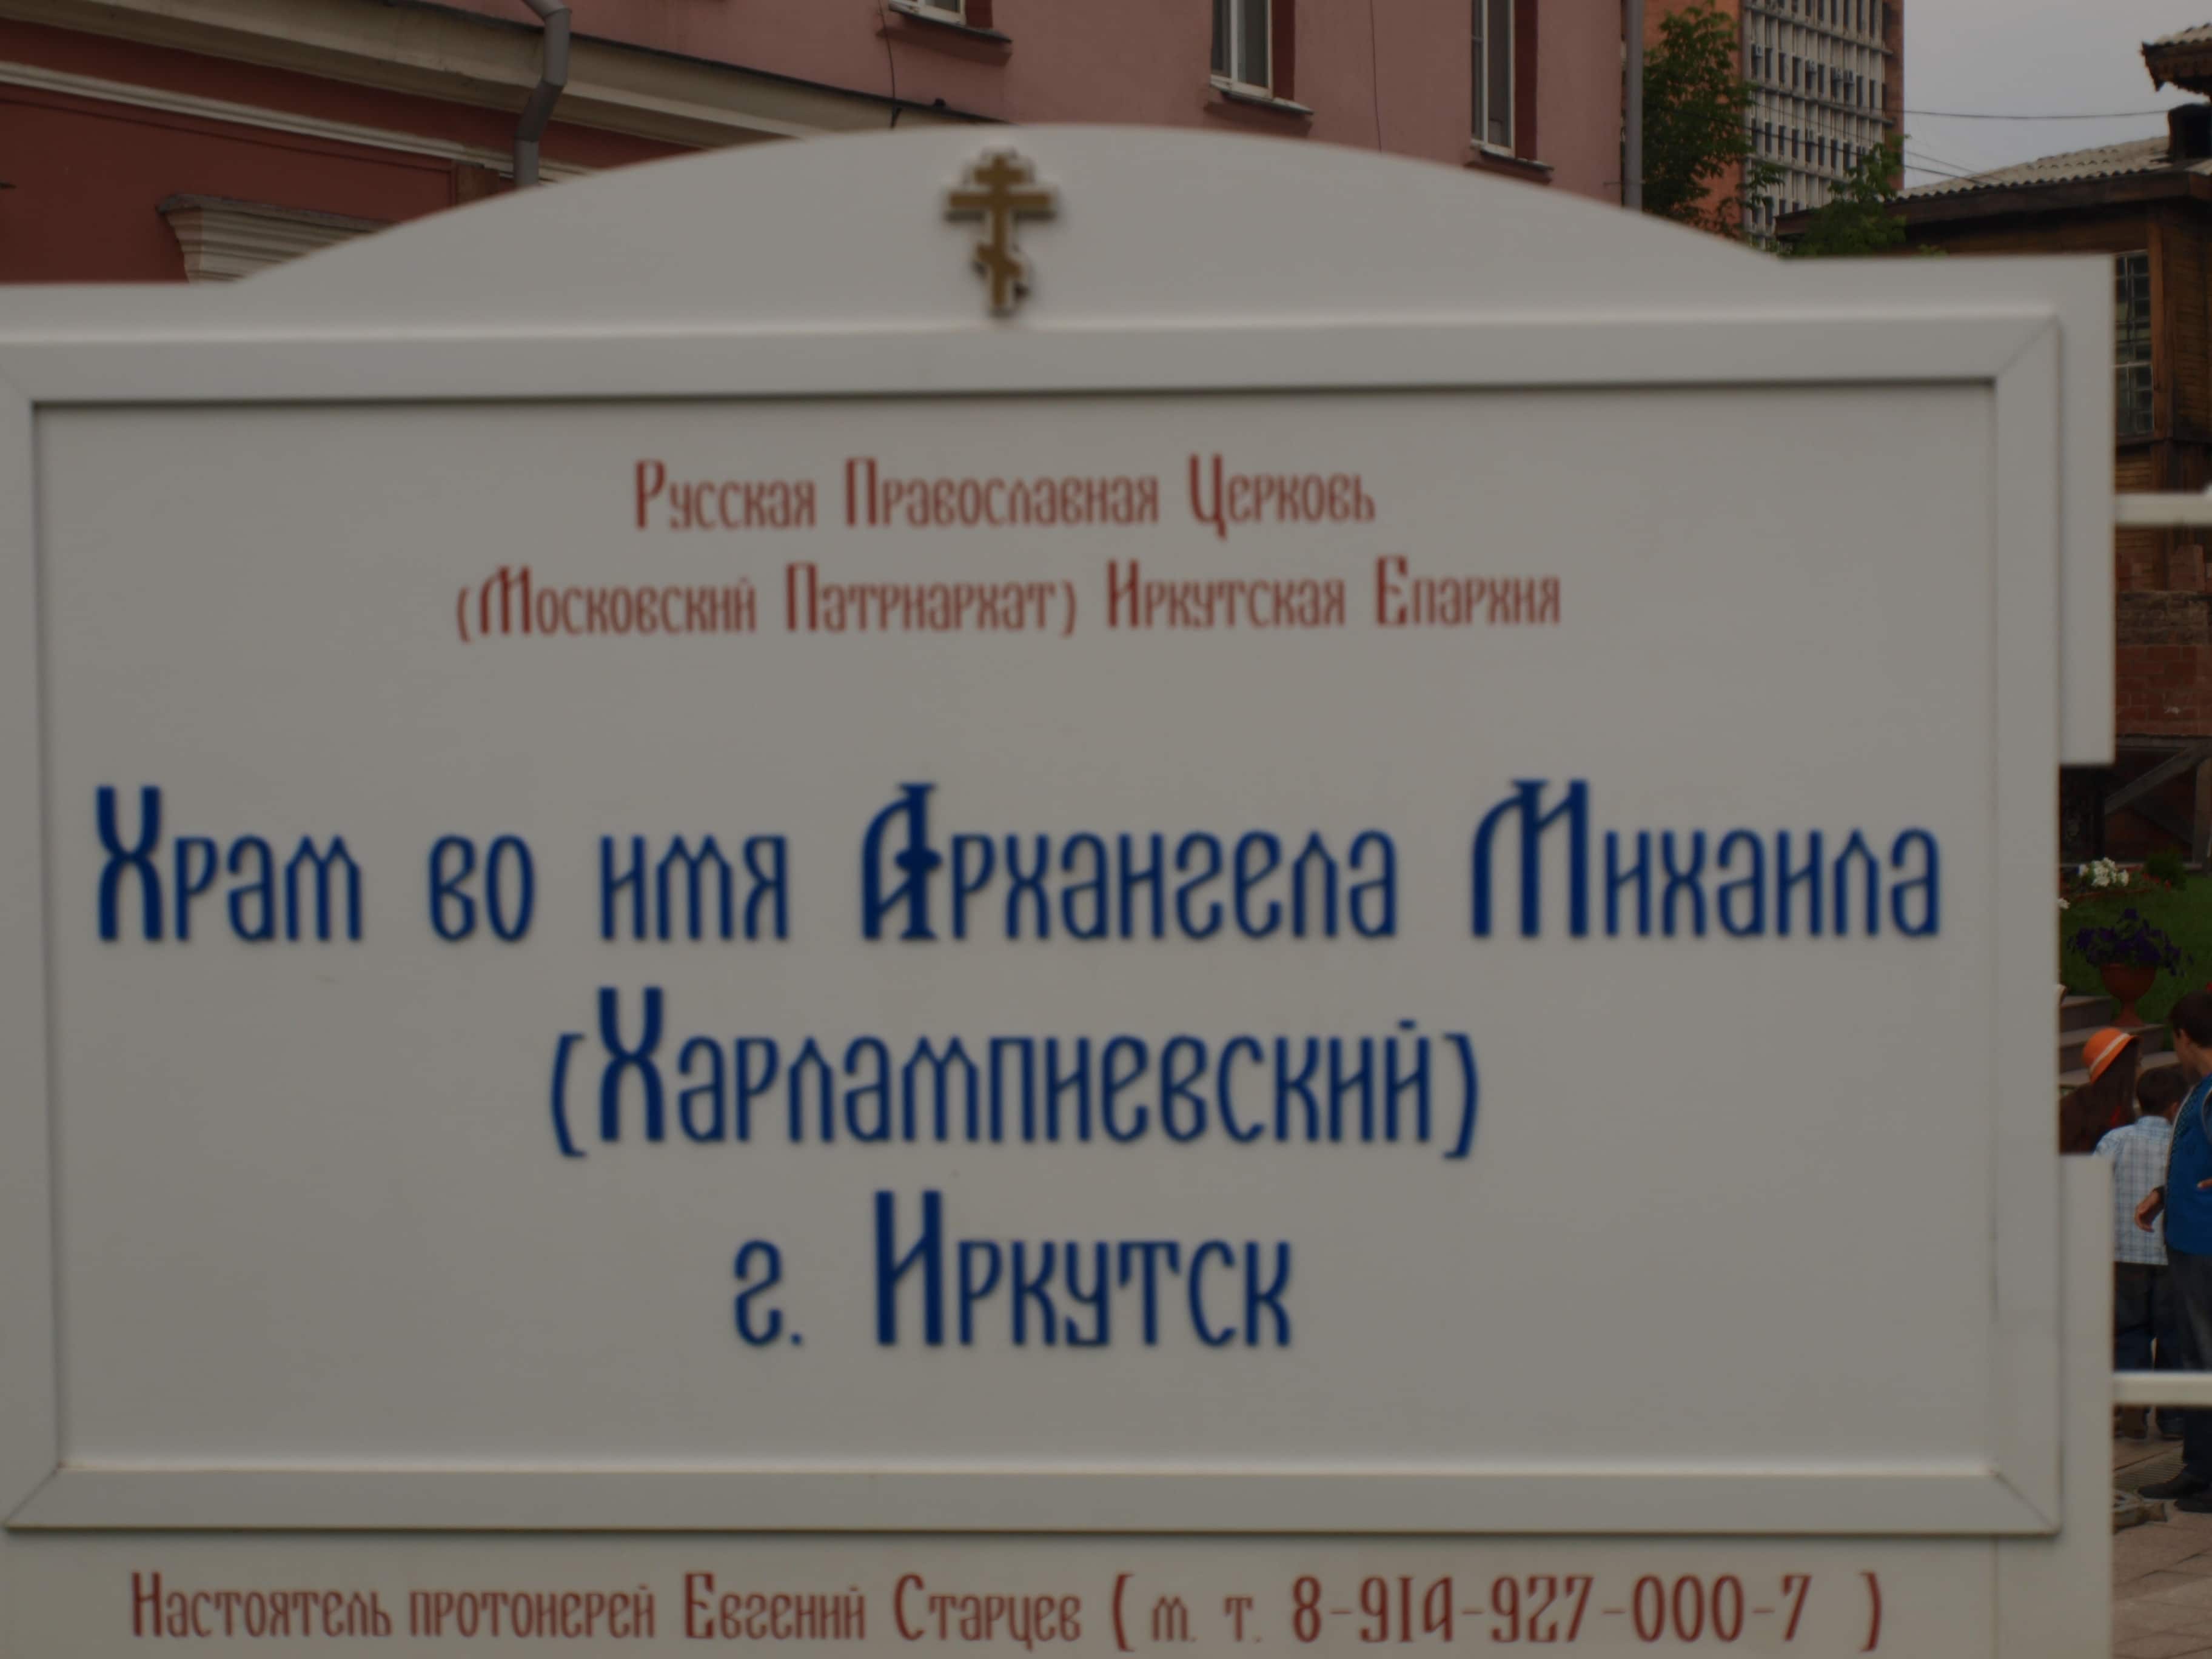 Русская Православная Церковь
(Московский Патриархат) Иркутская Епархия
Храм во имя Архангела Михаила
(Харлампиевский)
г. Иркутск
Настоятель протоиерей Евгений Старцев ( м. т. 8-914-927-000-7 )